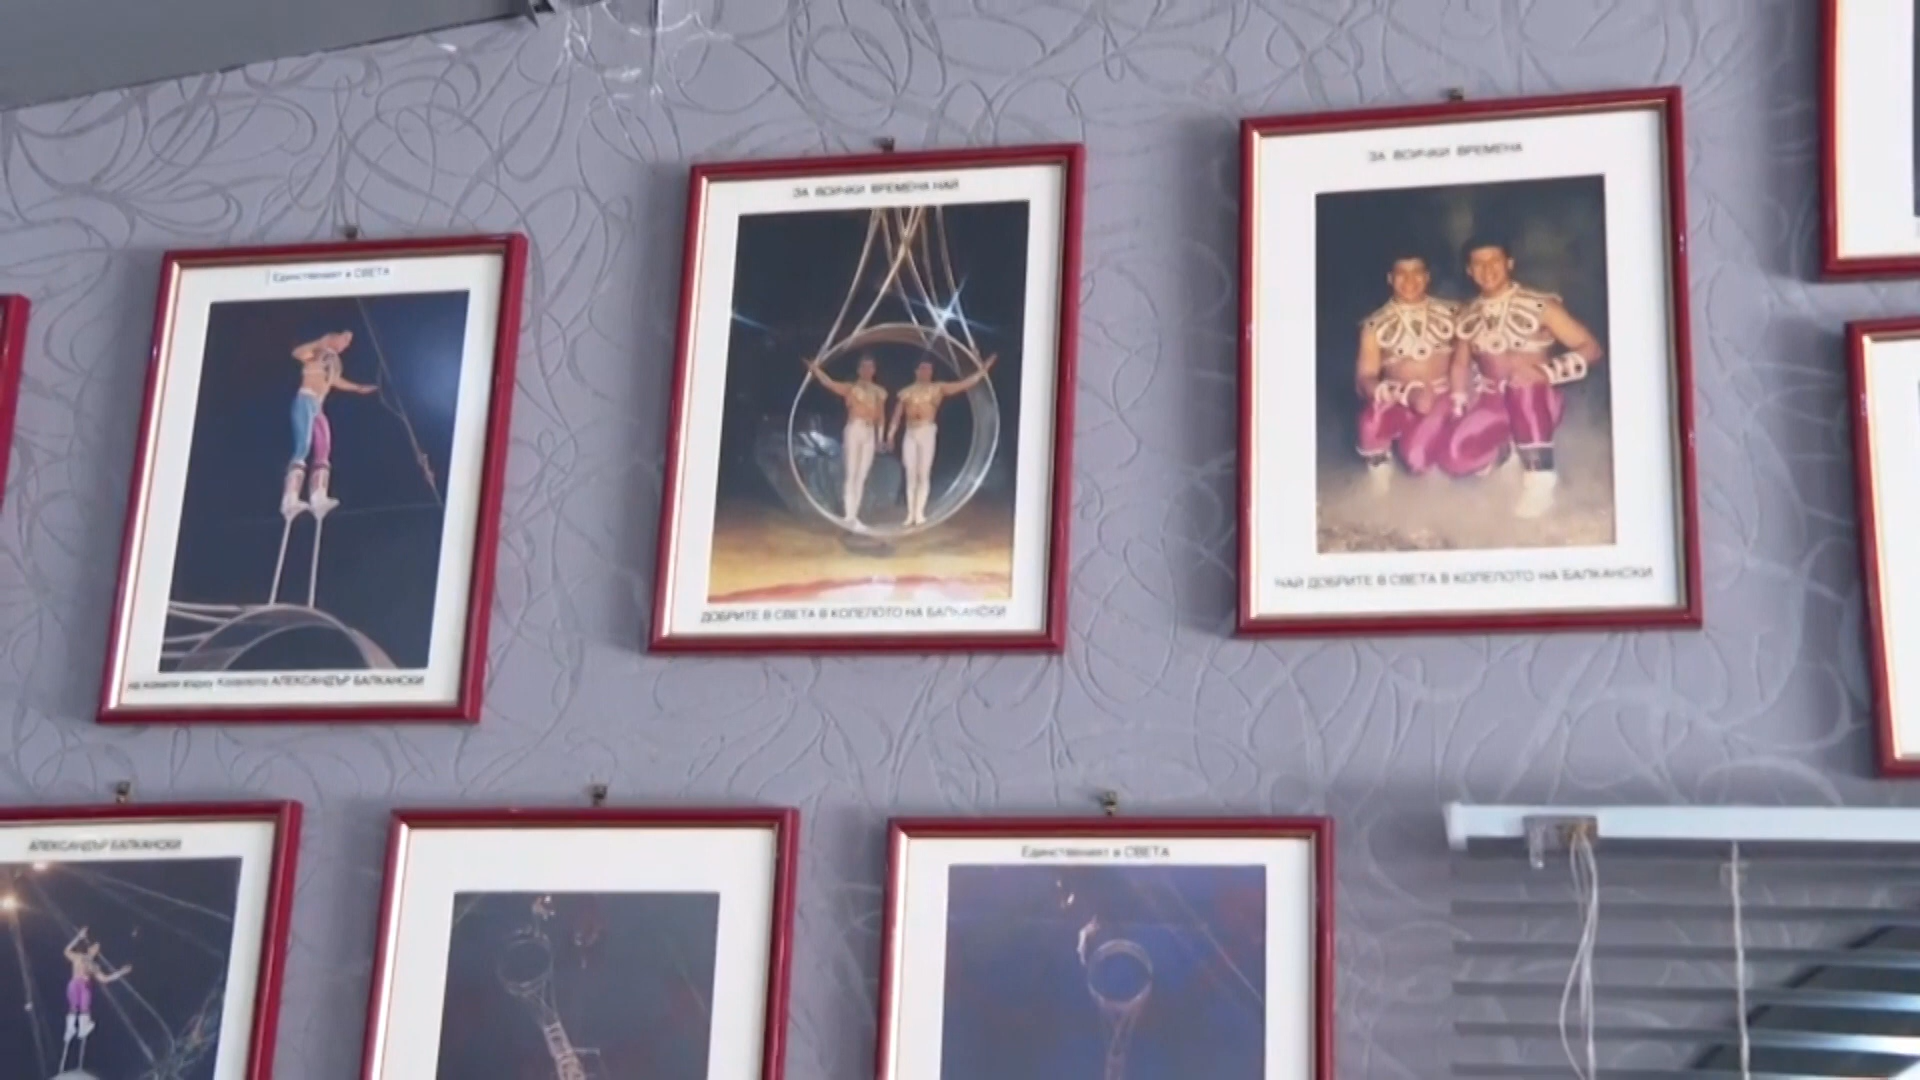 Единственият в СВЕТА
на кокили върху Колелото АЛЕКСАНДЪР БАЛКАНСКИ
ЗА ВСИЧКИ ВРЕМЕНА НАЙ
ДОБРИТЕ В СВЕТА В КОЛЕЛОТО НА БАЛКАНСКИ
ЗА ВСИЧКИ ВРЕМЕНА
НАЙ ДОБРИТЕ В СВЕТА В КОЛЕЛОТО НА БАЛКАНСКИ
АЛЕКСАНДЪР БАЛКАНСКИ
Единственият в СВЕТА